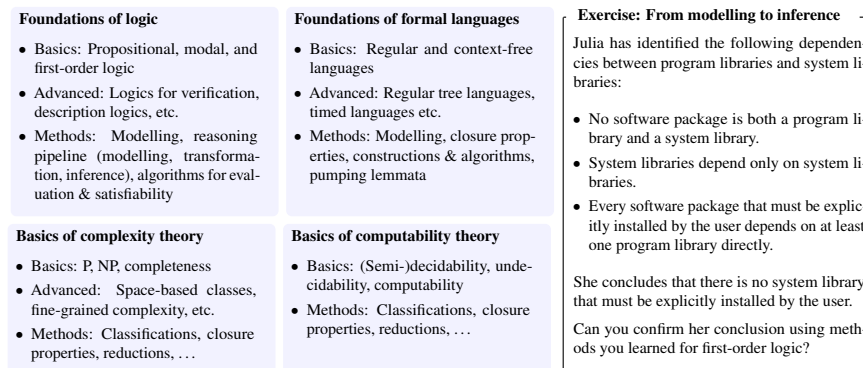 Foundations of logic
• Basics: Propositional, modal, and
first-order logic
• Advanced: Logics for verification,
description logics, etc.
• Methods: Modelling, reasoning
pipeline (modelling, transforma-
tion, inference), algorithms for eval-
uation & satisfiability
Foundations of formal languages
• Basics: Regular and context-free
languages
• Advanced: Regular tree languages,
timed languages etc.
• Methods: Modelling, closure prop-
erties, constructions & algorithms,
pumping lemmata
Basics of complexity theory
• Basics: P, NP, completeness
• Advanced: Space-based classes,
fine-grained complexity, etc.
• Methods: Classifications, closure
properties, reductions, ...
Basics of computability theory
• Basics: (Semi-)decidability, unde-
cidability, computability
• Methods: Classifications, closure
properties, reductions, ...
Exercise: From modelling to inference
Julia has identified the following dependen-
cies between program libraries and system li-
braries:
• No software package is both a program li-
brary and a system library.
• System libraries depend only on system li-
braries.
• Every software package that must be explic-
itly installed by the user depends on at least
one program library directly.
She concludes that there is no system library
that must be explicitly installed by the user.
Can you confirm her conclusion using meth-
ods you learned for first-order logic?